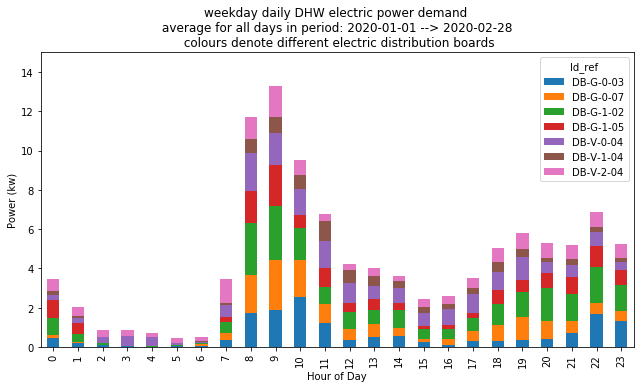 weekday daily DHW electric power demand
average for all days in period: 2020-01-01 --> 2020-02-28
colours denote different electric distribution boards
14
12
10
8
6
4
2
0
Power (kw)
Id_ref
DB-G-0-03
DB-G-0-07
DB-G-1-02
DB-G-1-05
DB-V-0-04
DB-V-1-04
DB-V-2-04
0 1 2 3 4 5 6 7 8 9 10 11 12 13 14 15 16 17 18 19 20 21 22 23
Hour of Day